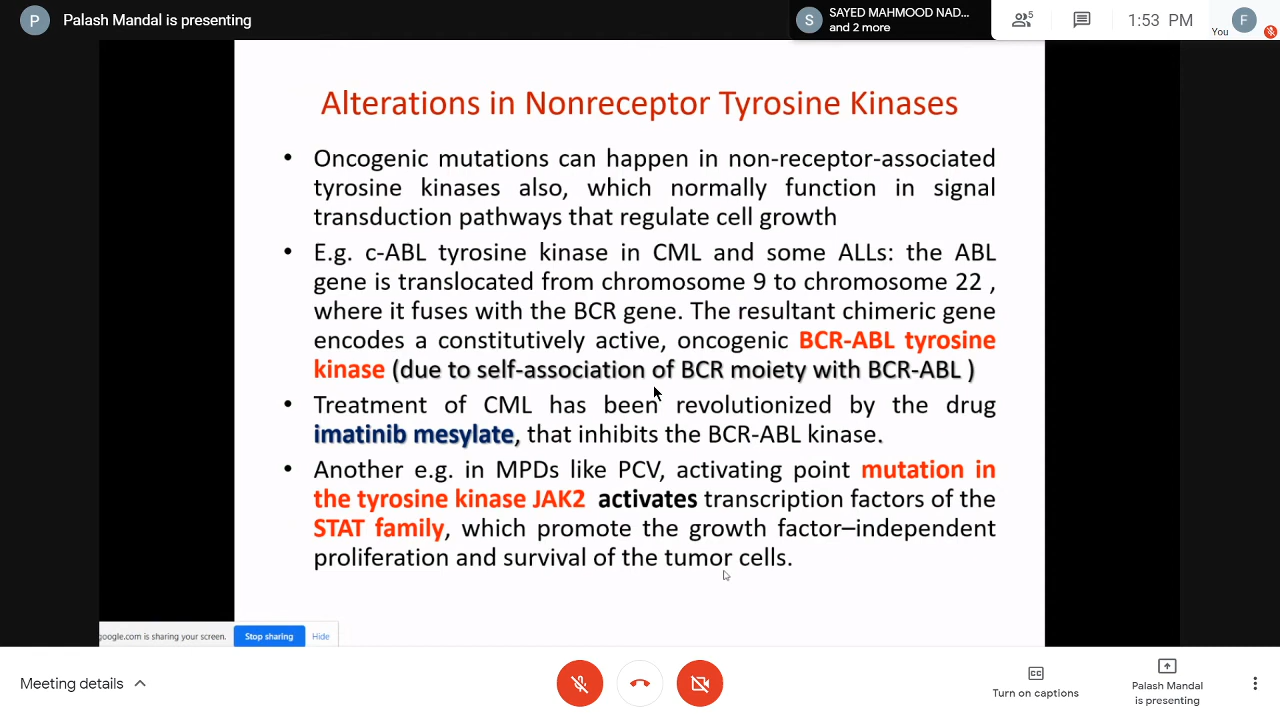 P Palash Mandal is presenting
S SAYED MAHMOOD NAD...
and 2 more
5
1:53 PM
You
F
Alterations in Nonreceptor Tyrosine Kinases
• Oncogenic mutations can happen in non-receptor-associated
tyrosine kinases also, which normally function in signal
transduction pathways that regulate cell growth
• E.g. c-ABL tyrosine kinase in CML and some ALLs: the ABL
gene is translocated from chromosome 9 to chromosome 22 ,
where it fuses with the BCR gene. The resultant chimeric gene
encodes a constitutively active, oncogenic BCR-ABL tyrosine
kinase (due to self-association of BCR moiety with BCR-ABL )
• Treatment of CML has been revolutionized by the drug
imatinib mesylate, that inhibits the BCR-ABL kinase.
• Another e.g. in MPDs like PCV, activating point mutation in
the tyrosine kinase JAK2 activates transcription factors of the
STAT family, which promote the growth factor–independent
proliferation and survival of the tumor cells.
google.com is sharing your screen. Stop sharing Hide
Meeting details
CC
Turn on captions
Palash Mandal
is presenting